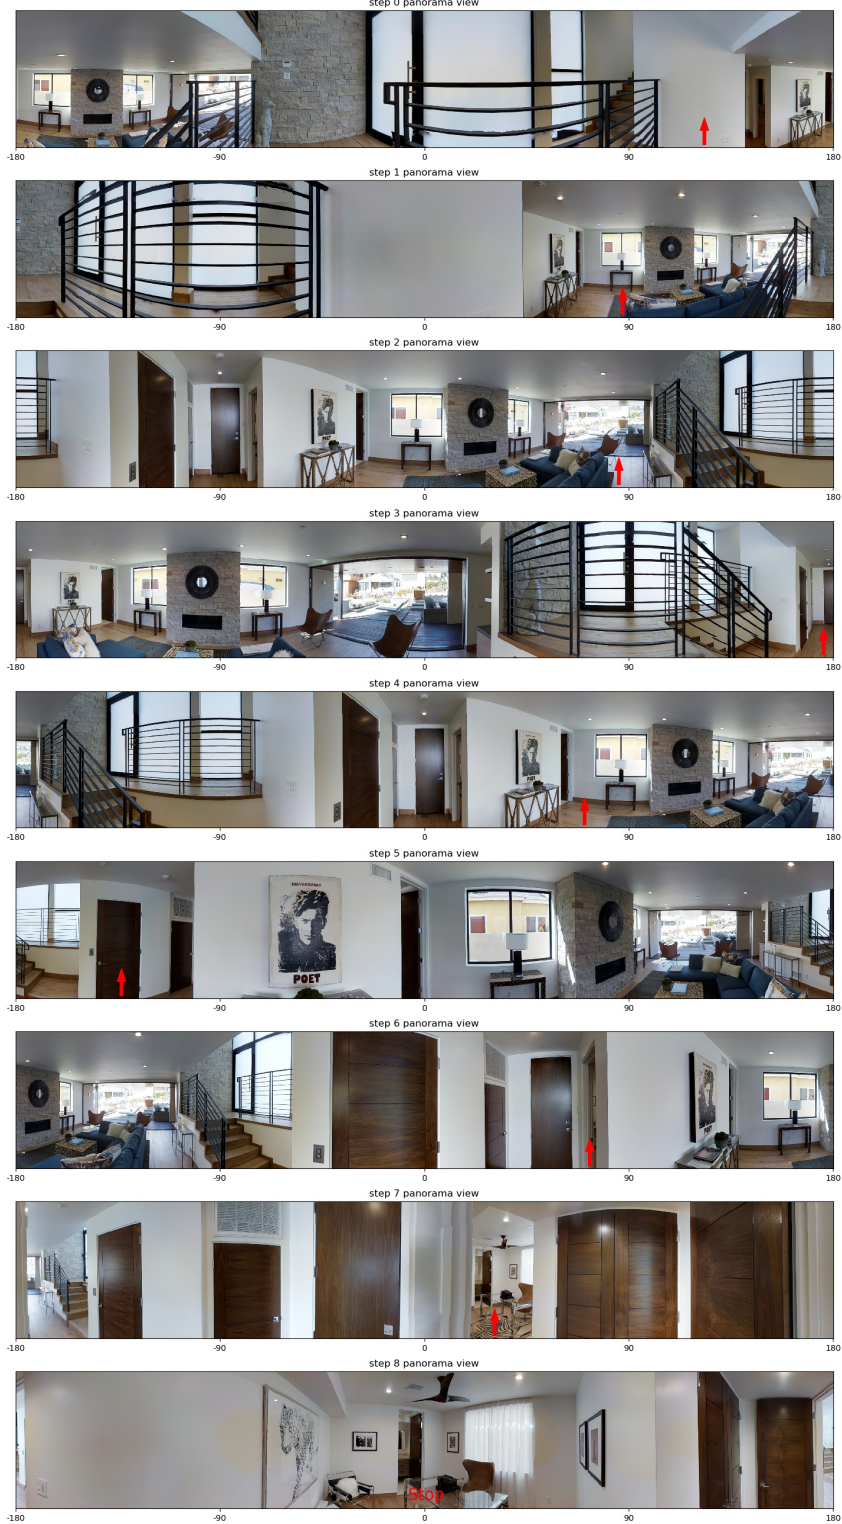 step 0 panorama view
-180 -90 0 90 180
step 1 panorama view
-180 -90 0 90 180
step 2 panorama view
POET
-180 -90 0 90 180
step 3 panorama view
-180 -90 0 90 180
step 4 panorama view
POET
-180 -90 0 90 180
step 5 panorama view
POET
-180 -90 0 90 180
step 6 panorama view
-180 -90 0 90 180
step 7 panorama view
-180 -90 0 90 180
step 8 panorama view
Stop
-180 -90 0 90 180